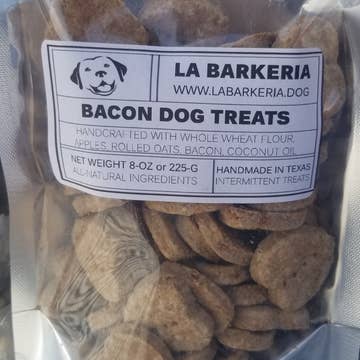 LA BARKERIA
WWW.LABARKERIA.DOG
BACON DOG TREATS
HANDCRAFTED WITH WHOLE WHEAT FLOUR,
APPLES, ROLLED OATS, BACON, COCONUT OIL
NET WEIGHT 8-OZ or 225-G
ALL-NATURAL INGREDIENTS
HANDMADE IN TEXAS
INTERMITTENT TREATS